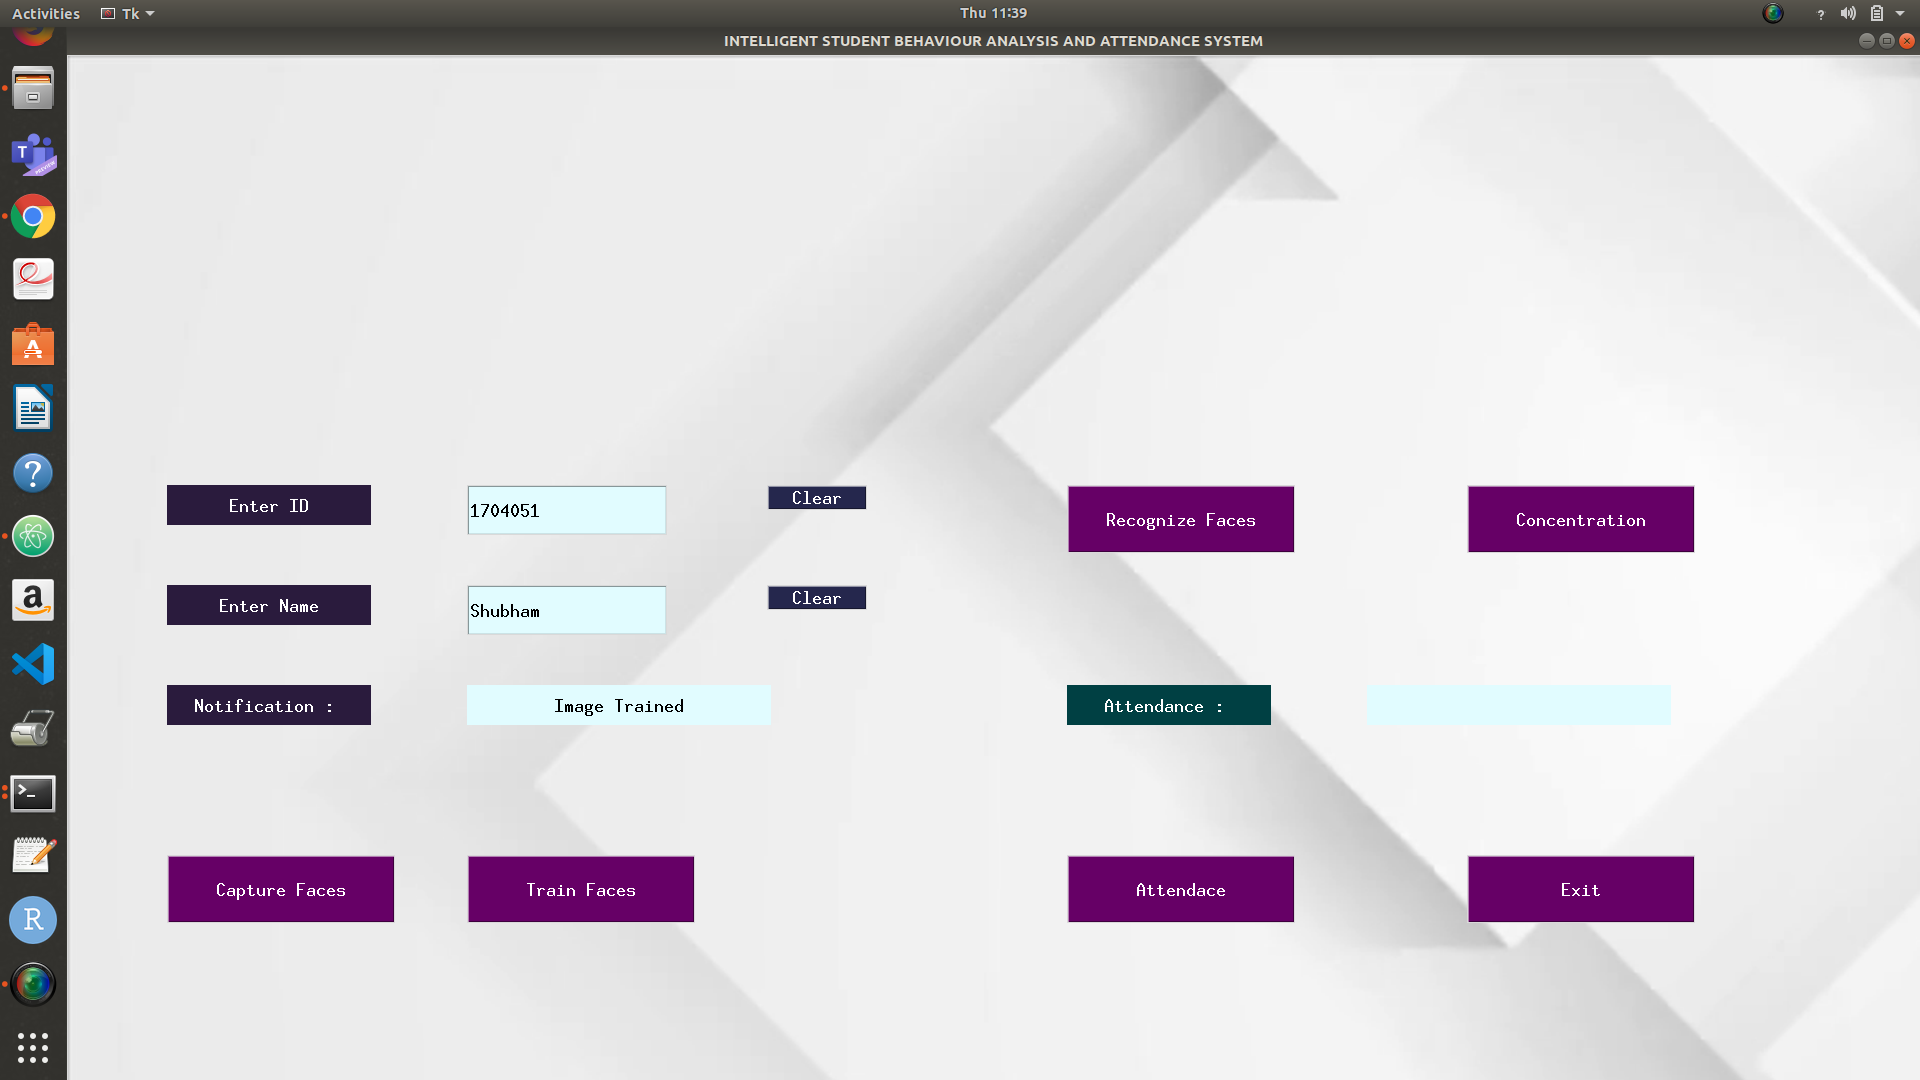 Activities Tk Thu 11:39 ?
INTELLIGENT STUDENT BEHAVIOUR ANALYSIS AND ATTENDANCE SYSTEM
T
PREVIEW
A
?
a
>_
R
Enter ID 1704051 Clear Recognize Faces Concentration
Enter Name Shubham Clear
Notification : Image Trained Attendance :
Capture Faces Train Faces Attendace Exit